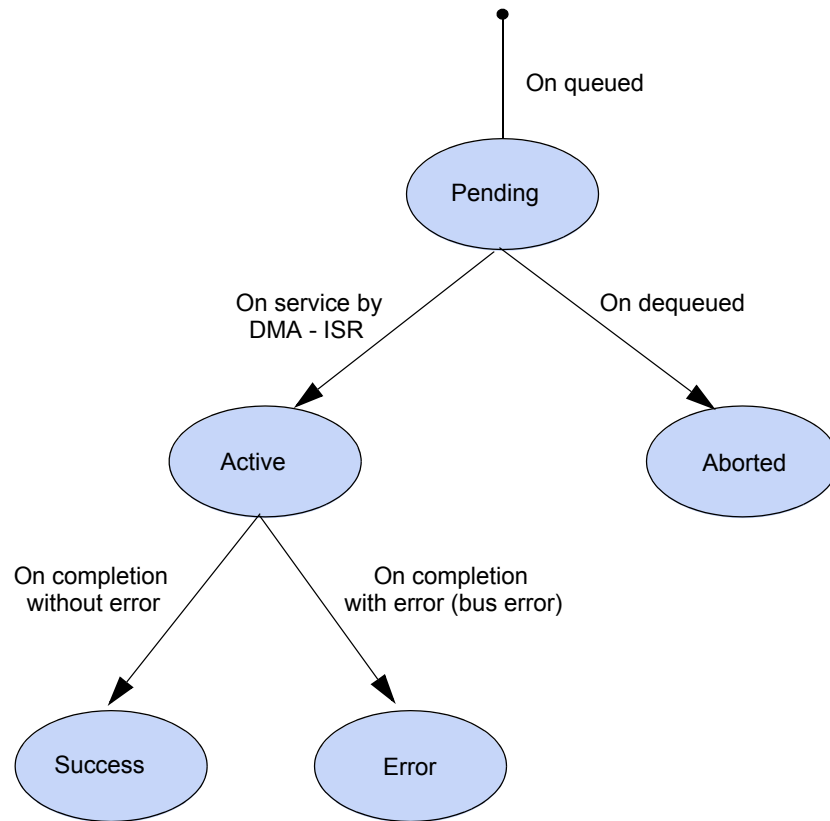 On queued
Pending
On service by
DMA - ISR
On dequeued
Active
Aborted
On completion
without error
On completion
with error (bus error)
Success
Error